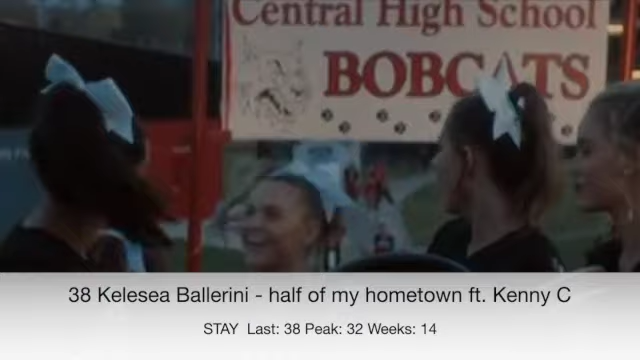 Central High School
BOBCATS
38 Kelesea Ballerini - half of my hometown ft. Kenny C
STAY Last: 38 Peak: 32 Weeks: 14